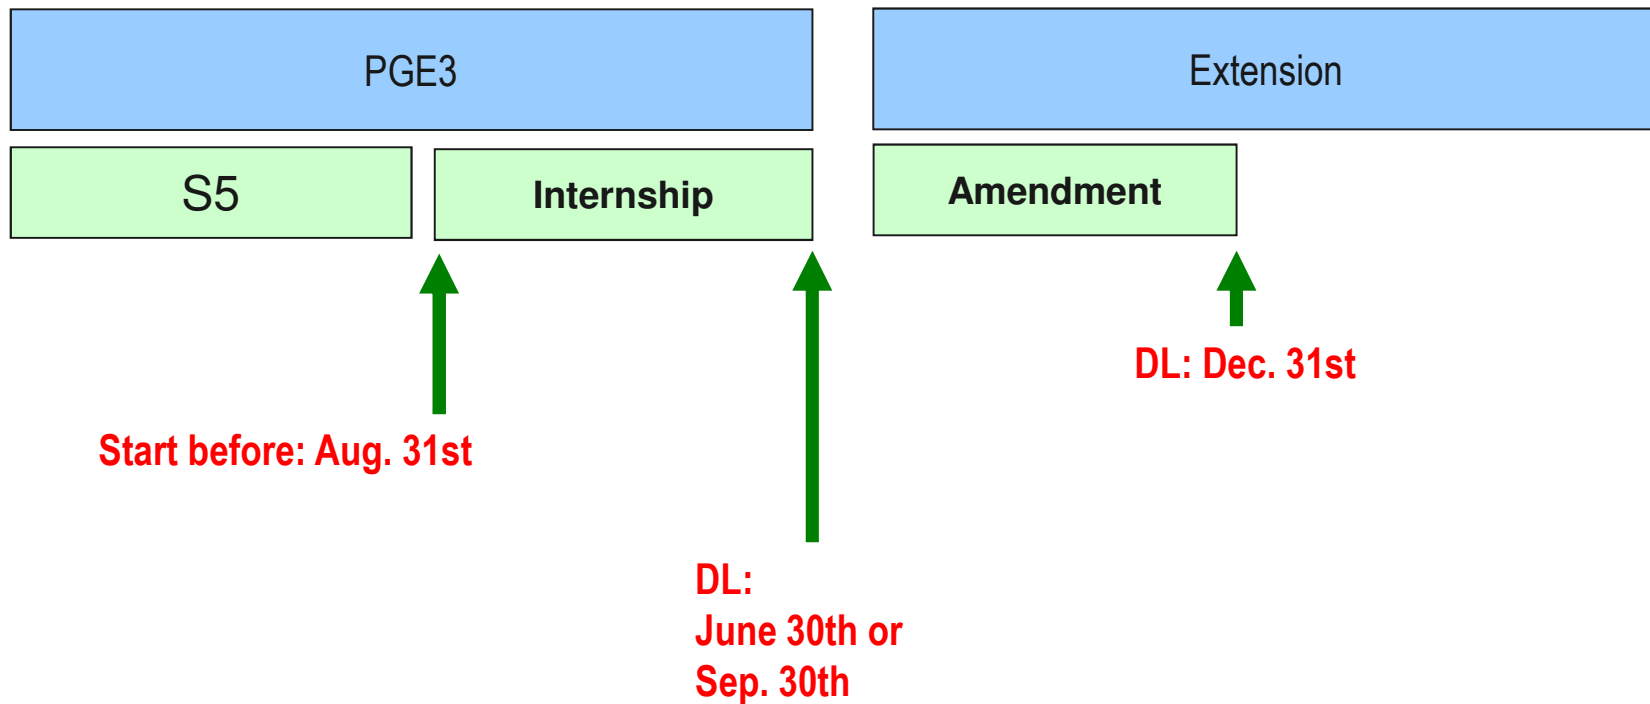 PGE3
Extension
S5
Internship
Amendment
DL: Dec. 31st
Start before: Aug. 31st
DL:
June 30th or
Sep. 30th